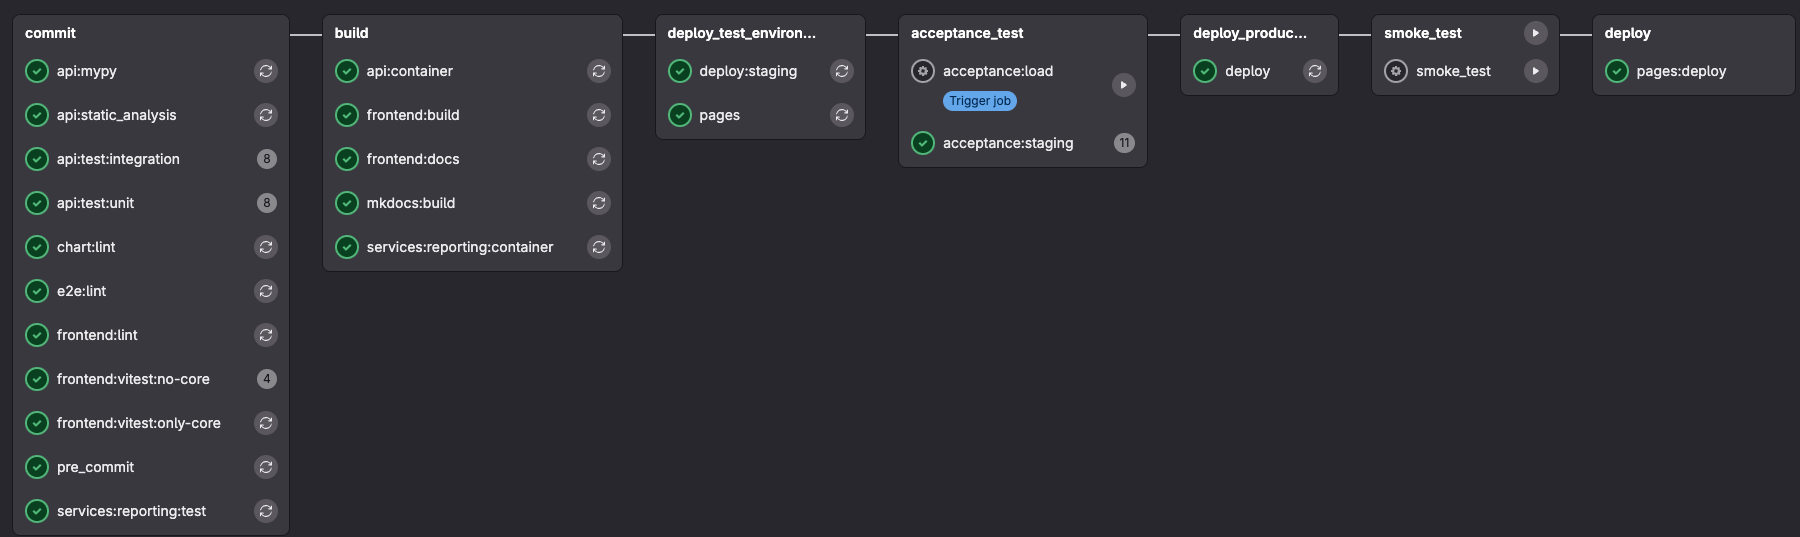 commit
api:mypy
api:static_analysis
api:test:integration 8
api:test:unit 8
chart:lint
e2e:lint
frontend:lint
frontend:vitest:no-core 4
frontend:vitest:only-core
pre_commit
services:reporting:test
build
api:container
frontend:build
frontend:docs
mkdocs:build
services:reporting:container
deploy_test_environ...
deploy:staging
pages
acceptance_test
acceptance:load
Trigger job
acceptance:staging 11
deploy_produc...
deploy
smoke_test
smoke_test
deploy
pages:deploy